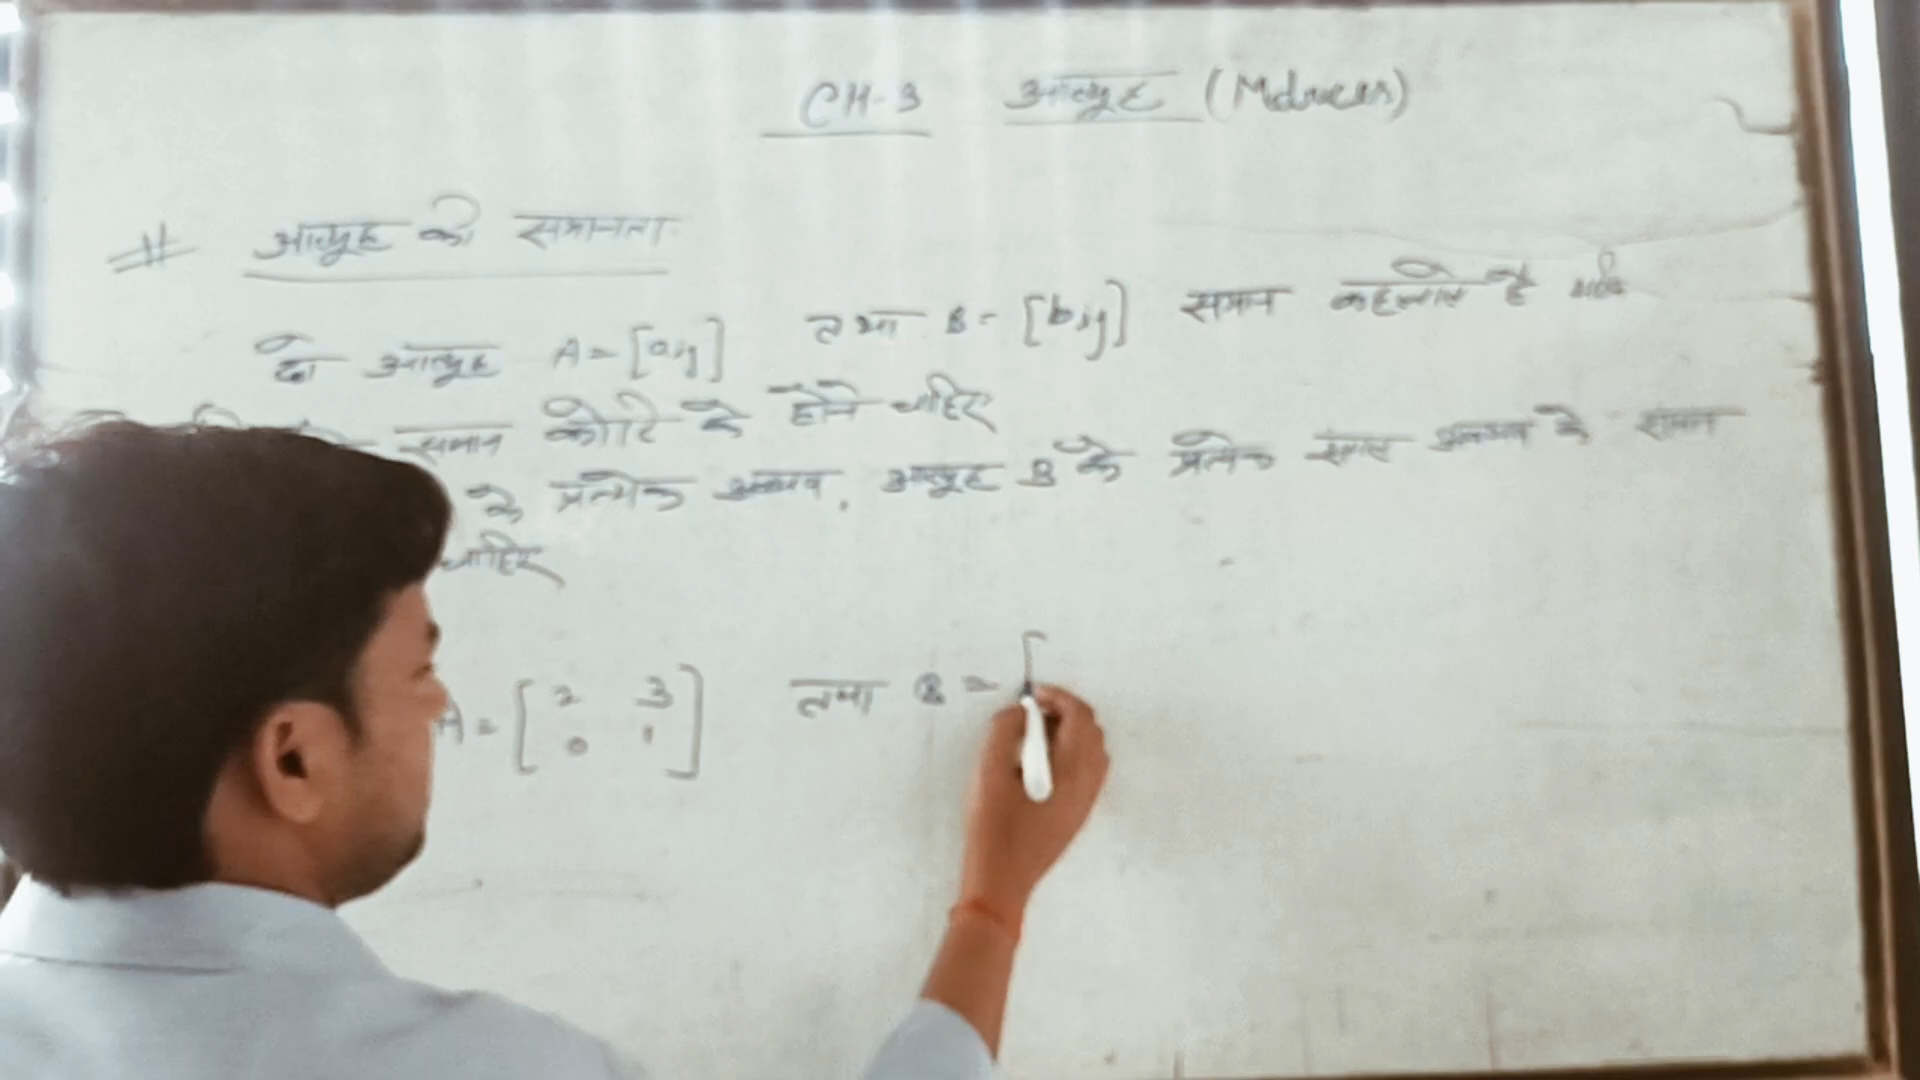 CH-3 आव्यूह (Matrices)
# आव्यूह की समानता
दो आव्यूह A = [aij] तथा B = [bij] समान कहलाते है यदि
समान कोटि के होने चाहिए
के प्रत्येक अवयव, आव्यूह B के प्रत्येक संगत अवयव के समान
चाहिए
A = [ 2 3 तथा B = [
0 1 ]